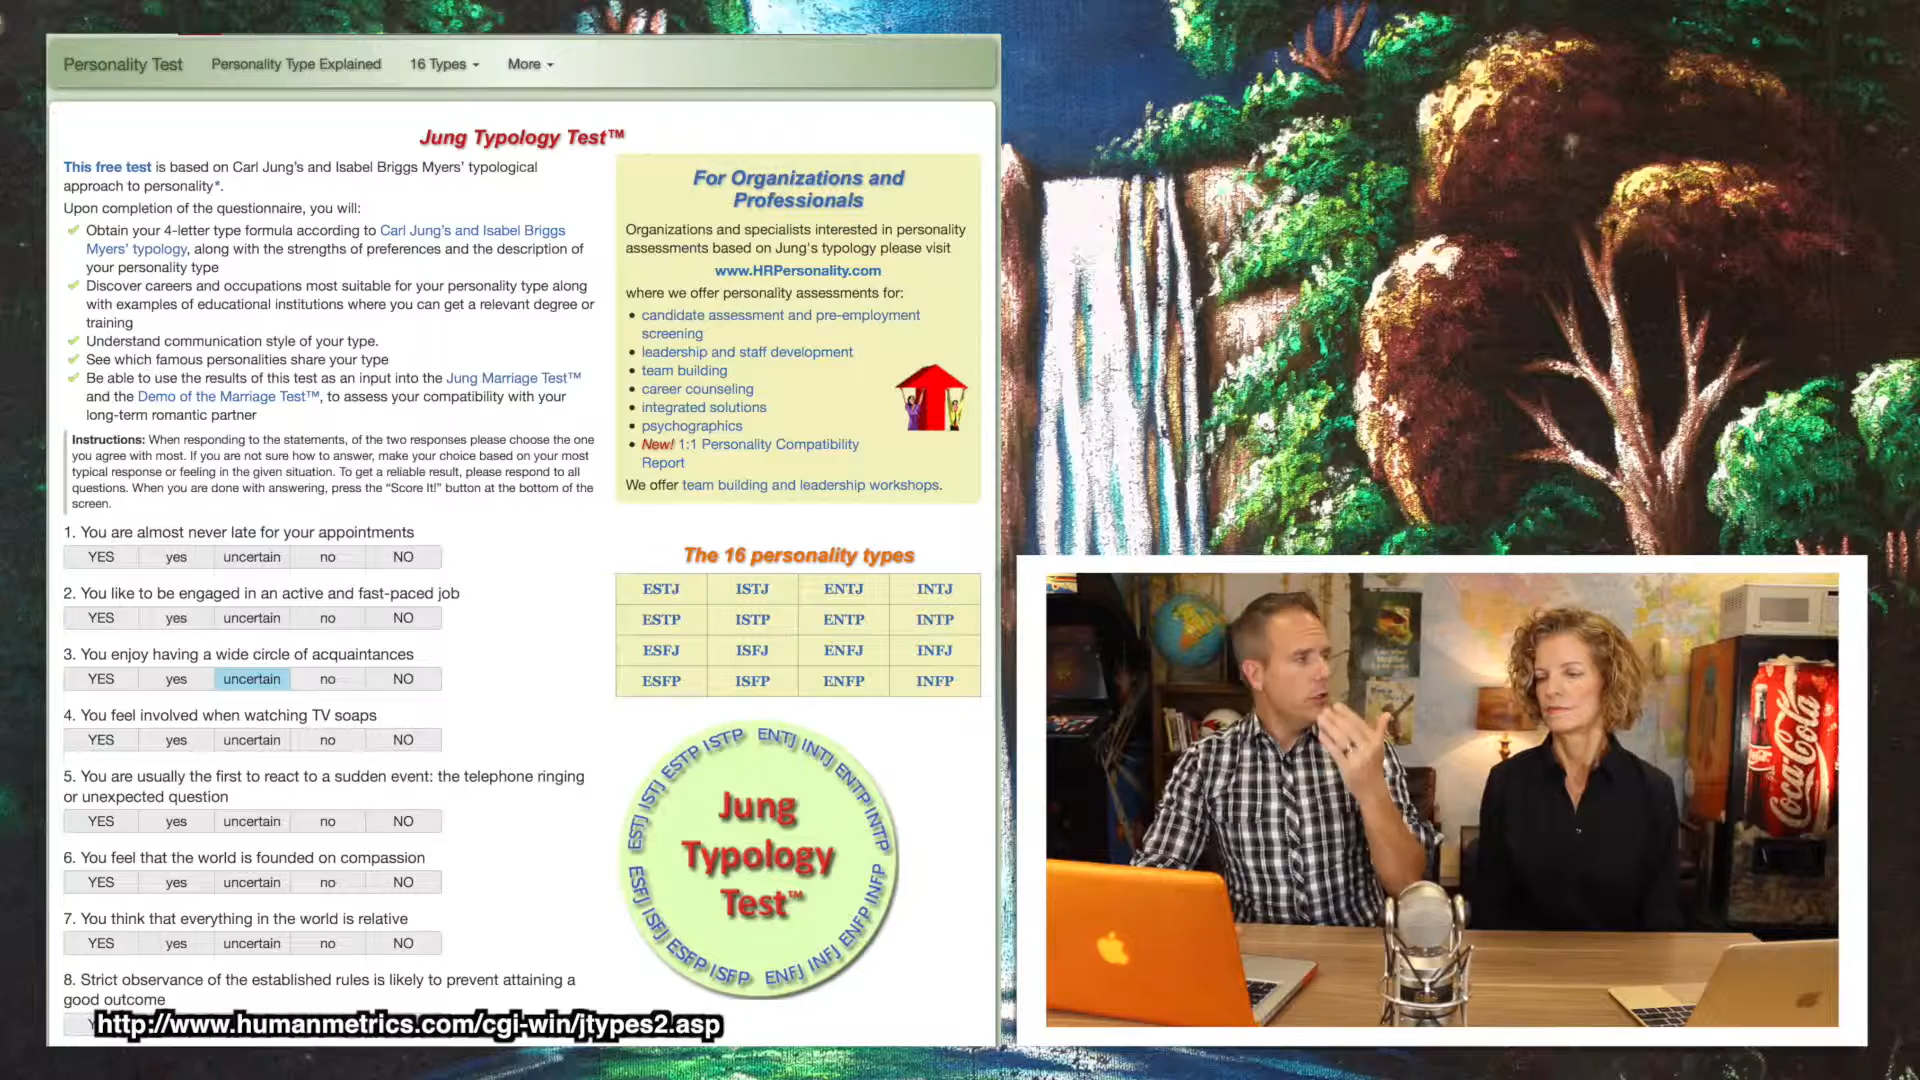 Personality Test
Personality Type Explained
16 Types
More
Jung Typology Test™
This free test is based on Carl Jung's and Isabel Briggs Myers' typological
approach to personality*.
Upon completion of the questionnaire, you will:
Obtain your 4-letter type formula according to Carl Jung's and Isabel Briggs
Myers' typology, along with the strengths of preferences and the description of
your personality type
Discover careers and occupations most suitable for your personality type along
with examples of educational institutions where you can get a relevant degree or
training
Understand communication style of your type.
See which famous personalities share your type
Be able to use the results of this test as an input into the Jung Marriage Test™
and the Demo of the Marriage Test™, to assess your compatibility with your
long-term romantic partner
Instructions: When responding to the statements, of the two responses please choose the one
you agree with most. If you are not sure how to answer, make your choice based on your most
typical response or feeling in the given situation. To get a reliable result, please respond to all
questions. When you are done with answering, press the “Score It!” button at the bottom of the
screen.
1. You are almost never late for your appointments
YES yes uncertain no NO
2. You like to be engaged in an active and fast-paced job
YES yes uncertain no NO
3. You enjoy having a wide circle of acquaintances
YES yes uncertain no NO
4. You feel involved when watching TV soaps
YES yes uncertain no NO
5. You are usually the first to react to a sudden event: the telephone ringing
or unexpected question
YES yes uncertain no NO
6. You feel that the world is founded on compassion
YES yes uncertain no NO
7. You think that everything in the world is relative
YES yes uncertain no NO
8. Strict observance of the established rules is likely to prevent attaining a
good outcome
http://www.humanmetrics.com/cgi-win/jtypes2.asp
For Organizations and
Professionals
Organizations and specialists interested in personality
assessments based on Jung's typology please visit
www.HRPersonality.com
where we offer personality assessments for:
• candidate assessment and pre-employment
screening
• leadership and staff development
• team building
• career counseling
• integrated solutions
• psychographics
• New! 1:1 Personality Compatibility
Report
We offer team building and leadership workshops.
The 16 personality types
ESTJ ISTJ ENTJ INTJ
ESTP ISTP ENTP INTP
ESFJ ISFJ ENFJ INFJ
ESFP ISFP ENFP INFP
ESTJ ISTJ ESTP ISTP ENTJ INTJ ENTP INTP
Jung
Typology
Test™
ESFJ ISFJ ESFP ISFP ENFJ INFJ ENFP INFP
Coca-Cola